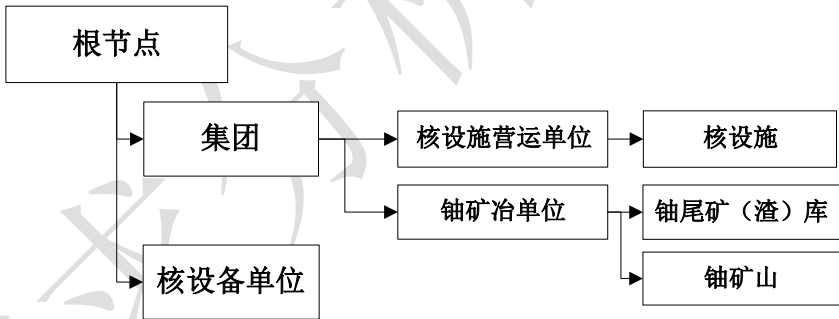 根节点
集团
核设施营运单位
核设施
铀矿冶单位
铀尾矿（渣）库
铀矿山
核设备单位